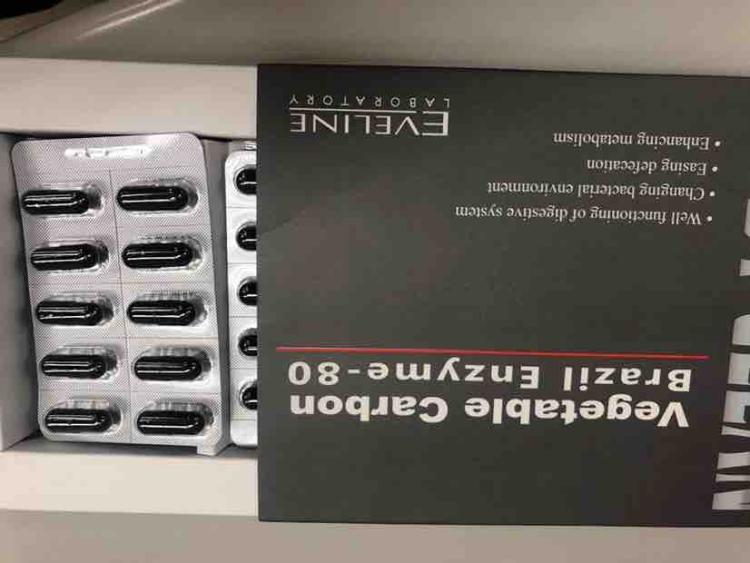 Vegetable Carbon
Brazil Enzyme-80
• Well functioning of digestive system
• Changing bacterial environment
• Easing defecation
• Enhancing metabolism
EVELINE
LABORATORY